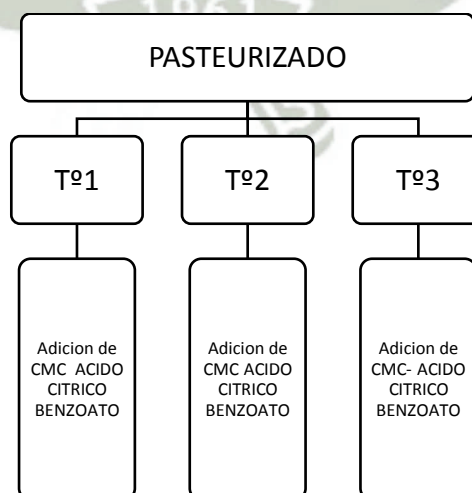 1961
PASTEURIZADO
Tº1
Tº2
Tº3
Adicion de
CMC ACIDO
CITRICO
BENZOATO
Adicion de
CMC ACIDO
CITRICO
BENZOATO
Adicion de
CMC- ACIDO
CITRICO
BENZOATO